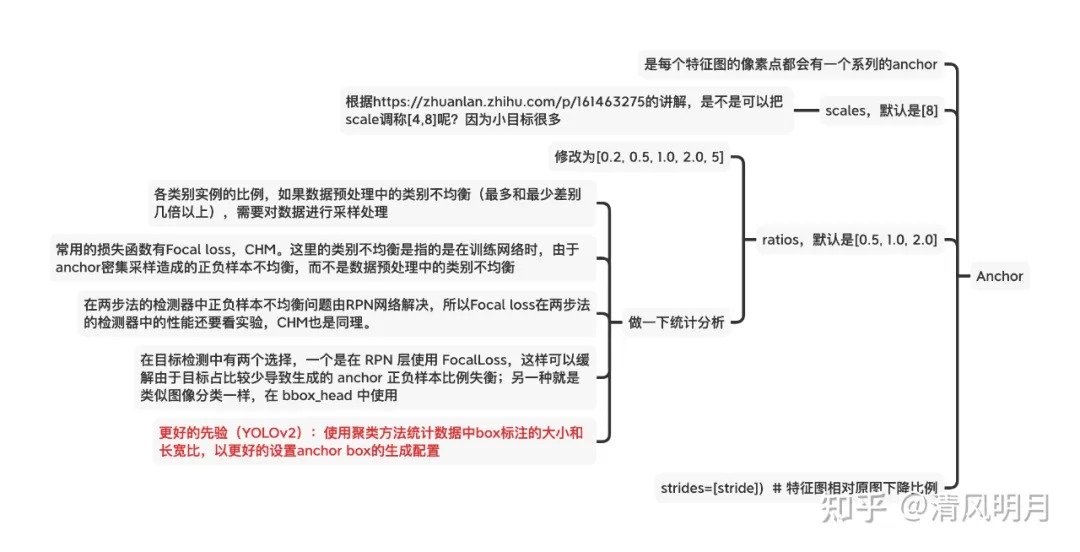 是每个特征图的像素点都会有一个系列的anchor
根据https://zhuanlan.zhihu.com/p/161463275的讲解，是不是可以把
scale调称[4,8]呢？因为小目标很多
scales，默认是[8]
修改为[0.2, 0.5, 1.0, 2.0, 5]
各类别实例的比例，如果数据预处理中的类别不均衡（最多和最少差别
几倍以上），需要对数据进行采样处理
常用的损失函数有Focal loss，CHM。这里的类别不均衡是指的是在训练网络时，由于
anchor密集采样造成的正负样本不均衡，而不是数据预处理中的类别不均衡
ratios，默认是[0.5, 1.0, 2.0]
Anchor
在两步法的检测器中正负样本不均衡问题由RPN网络解决，所以Focal loss在两步法
的检测器中的性能还要看实验，CHM也是同理。
做一下统计分析
在目标检测中有两个选择，一个是在 RPN 层使用 FocalLoss，这样可以缓
解由于目标占比较少导致生成的 anchor 正负样本比例失衡；另一种就是
类似图像分类一样，在 bbox_head 中使用
更好的先验（YOLOv2）：使用聚类方法统计数据中box标注的大小和
长宽比，以更好的设置anchor box的生成配置
strides=[stride]）# 特征图相对原图下降比例
知乎 @清风明月